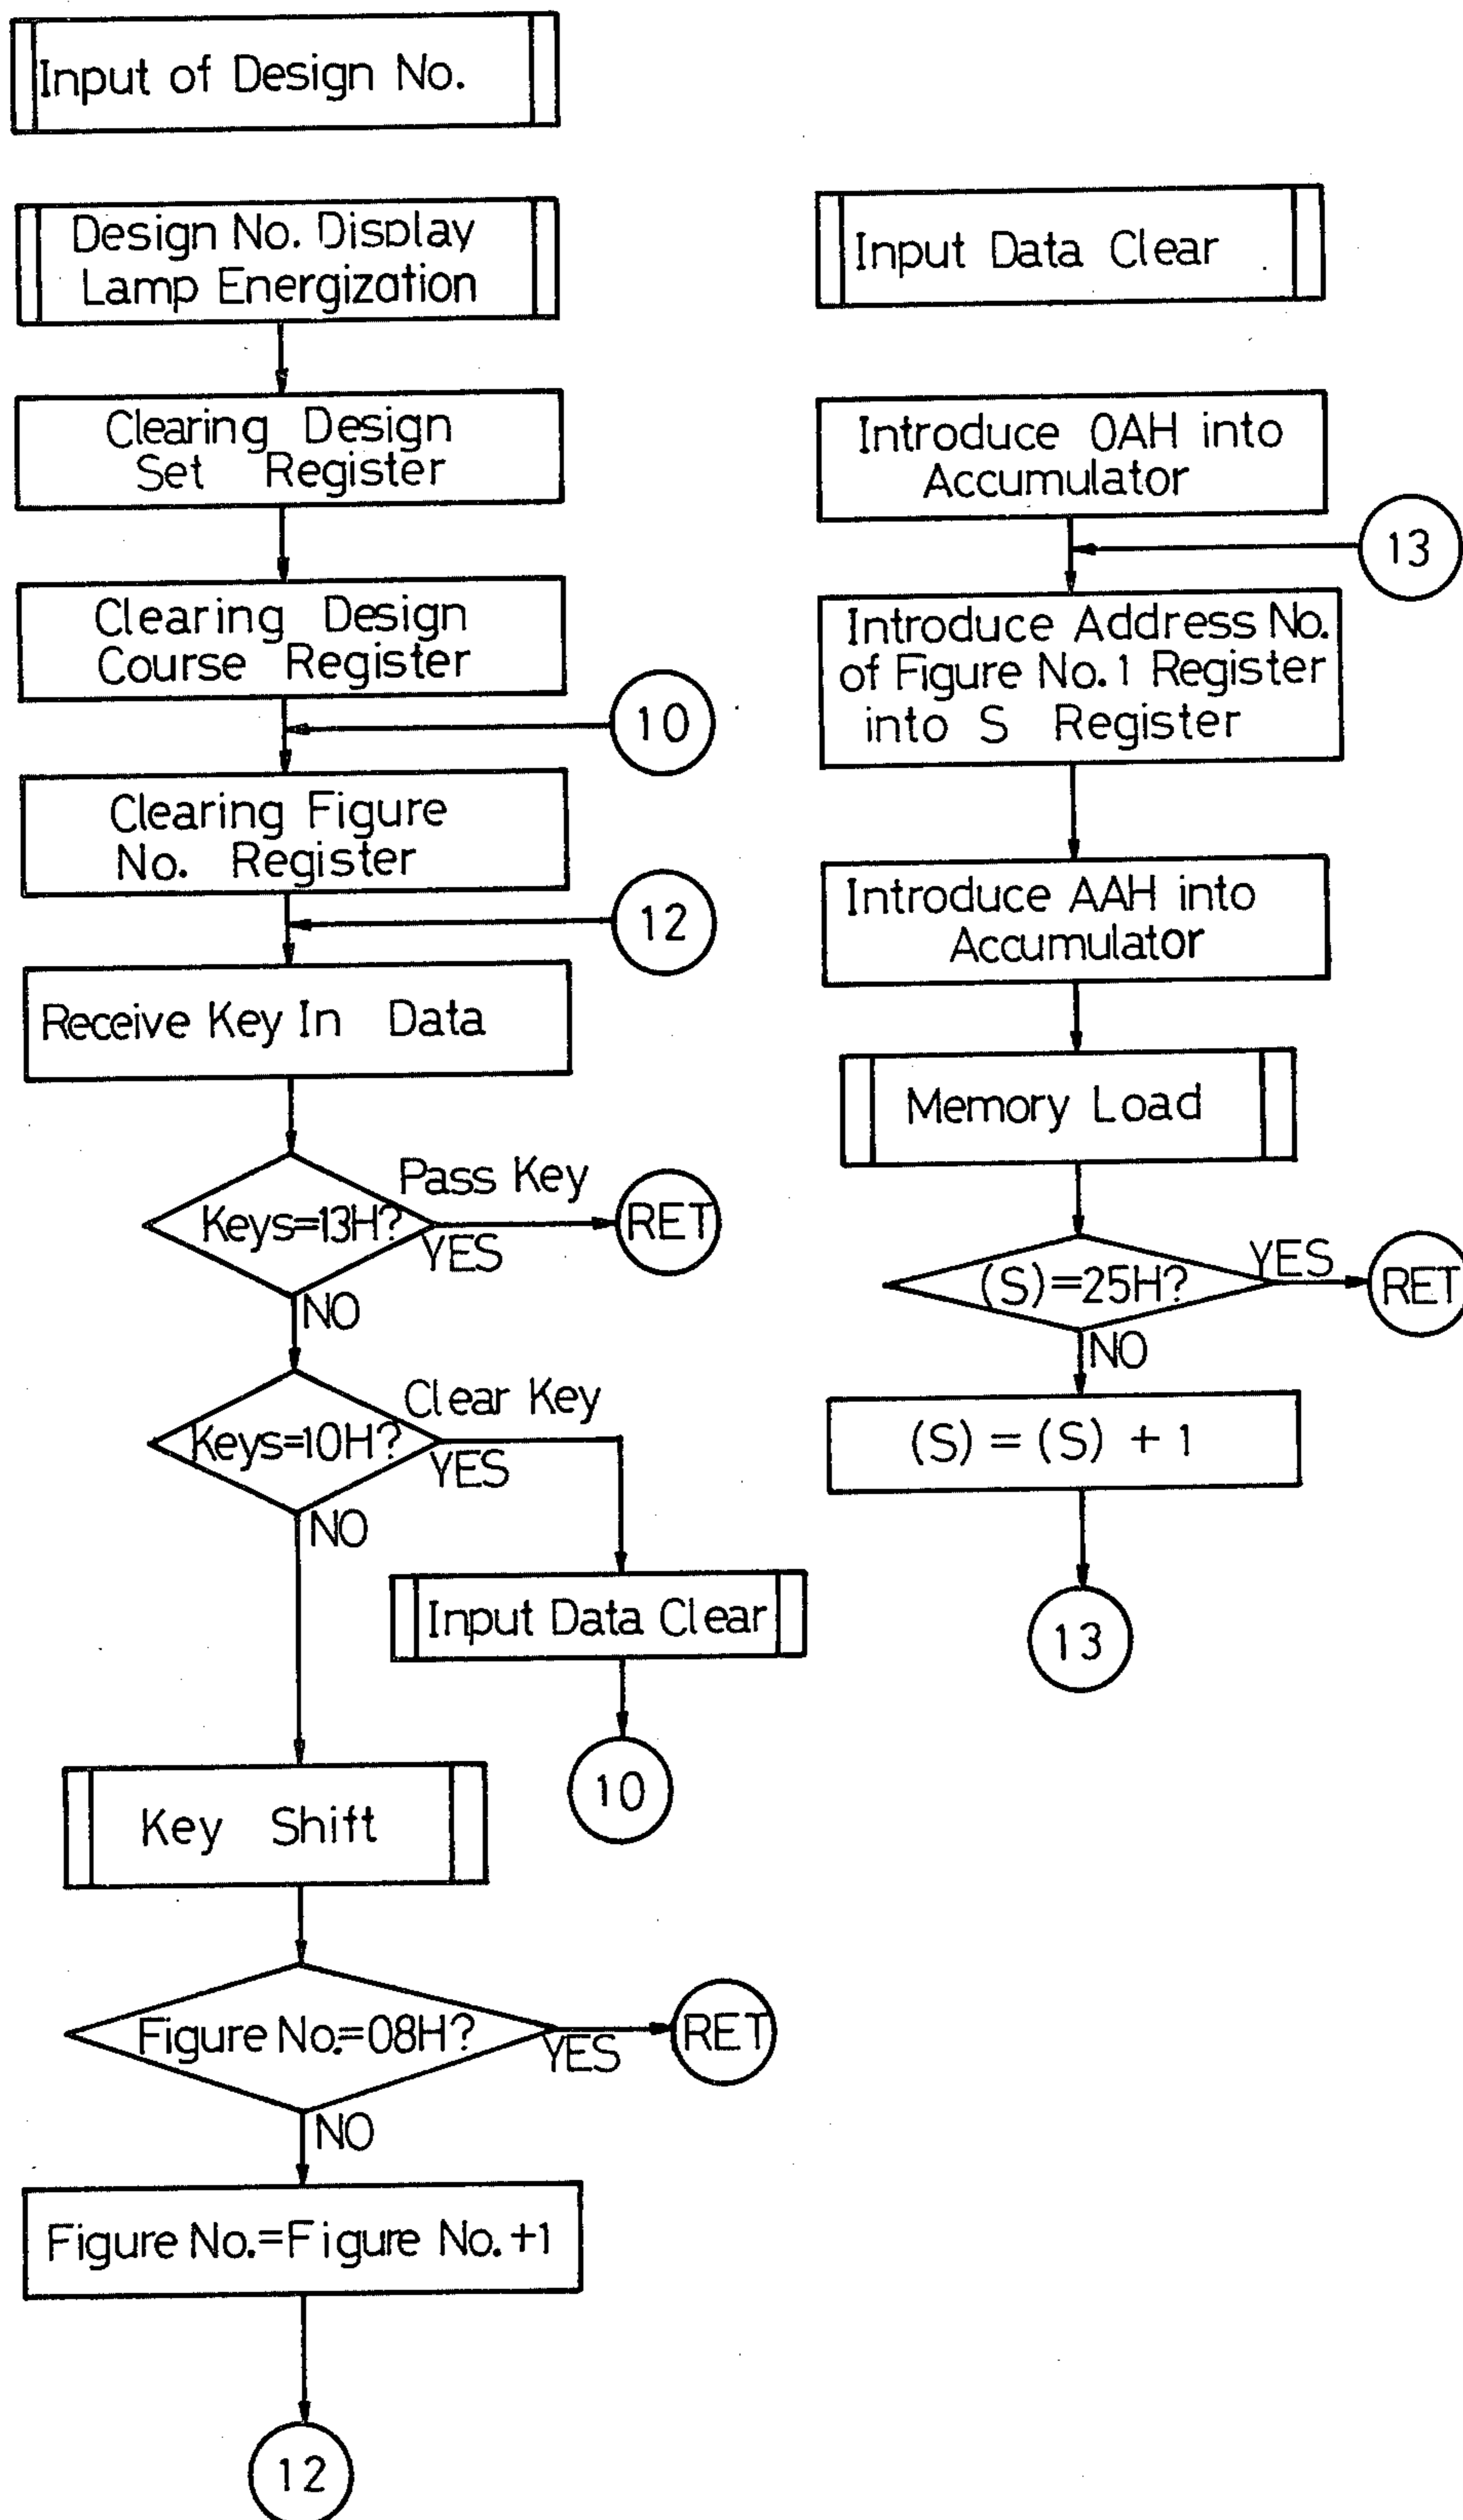 Input of Design No.
Design No. Display
Lamp Energization
Clearing Design
Set Register
Clearing Design
Course Register
10
Clearing Figure
No. Register
12
Receive Key In Data
Keys=13H?
Pass Key
YES
RET
NO
Keys=10H?
Clear Key
YES
NO
Input Data Clear
10
Key Shift
Figure No.=08H?
YES
RET
NO
Figure No.=Figure No.+1
12
Input Data Clear
Introduce 0AH into
Accumulator
13
Introduce Address No.
of Figure No. 1 Register
into S Register
Introduce AAH into
Accumulator
Memory Load
(S)=25H?
YES
RET
NO
(S) = (S) + 1
13